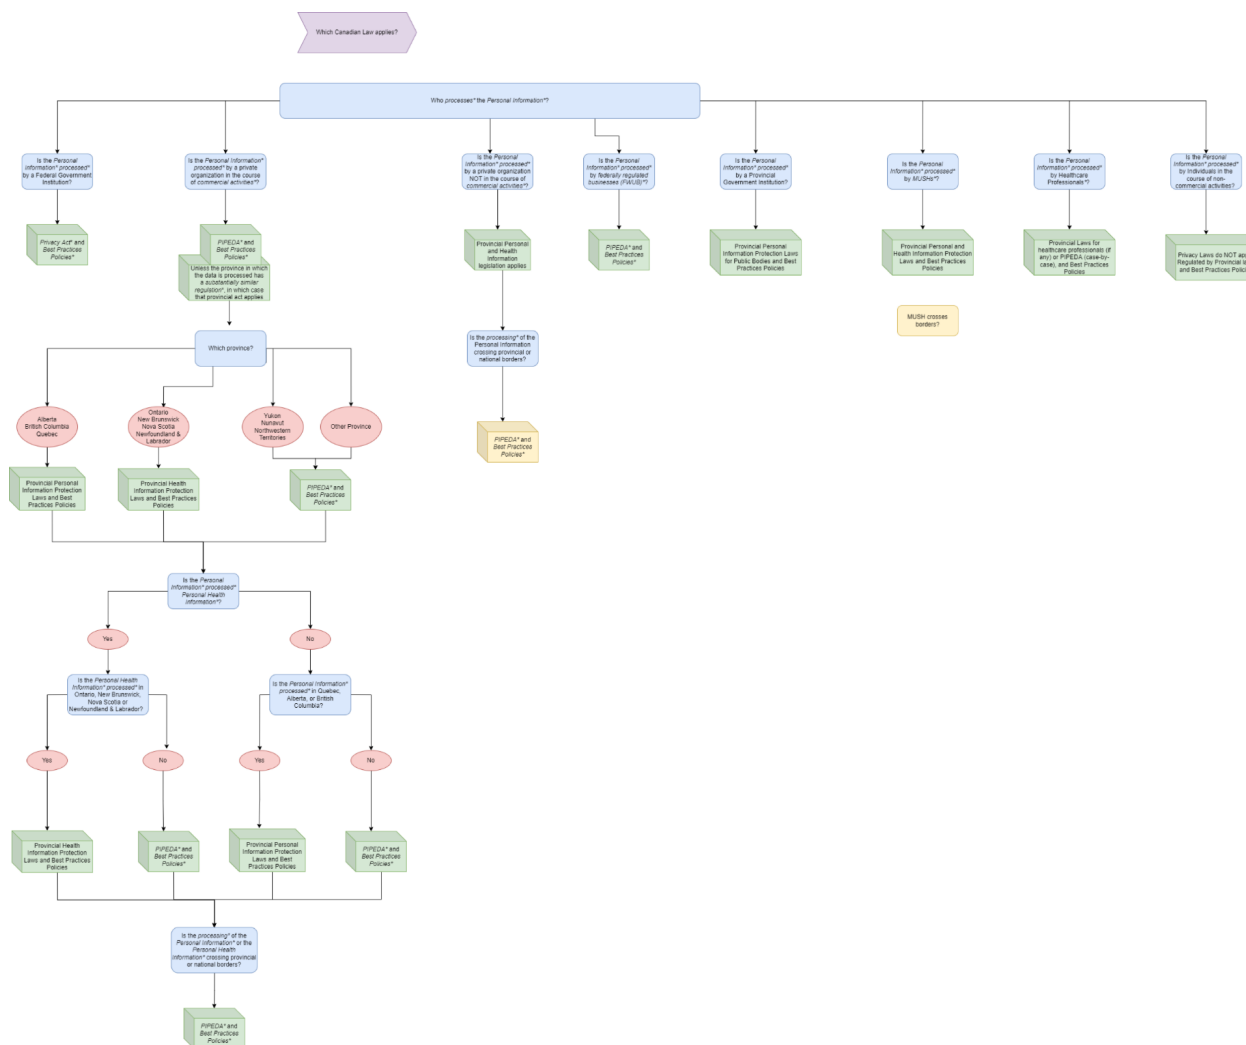 Which Canadian Law applies?
Who processes* the Personal Information*?
Is the Personal
Information* processed*
by a Federal Government
Institution?
Is the Personal Information*
processed* by a private
organization in the course of
commercial activities*?
Is the Personal
Information* processed*
by a private organization
NOT in the course of
commercial activities*?
Is the Personal
Information* processed*
by federally regulated
businesses (FWUB)*?
Is the Personal
Information* processed*
by a Provincial
Government Institution?
Is the Personal
Information* processed*
by MUSHs*?
Is the Personal
Information* processed*
by Healthcare
Professionals*?
Is the Personal
Information* processed*
by Individuals in the
course of non-
commercial activities?
Privacy Act* and
Best Practices
Policies*
PIPEDA* and
Best Practices
Policies*
Unless the province in which
the data is processed has
a substantially similar
regulation*, in which case
that provincial act applies
Provincial Personal
and Health
Information
legislation applies
PIPEDA* and
Best Practices
Policies*
Provincial Personal
Information Protection Laws
for Public Bodies and Best
Practices Policies
Provincial Personal and
Health Information Protection
Laws and Best Practices
Policies
Provincial Laws for
healthcare professionals (if
any) or PIPEDA (case-by-
case), and Best Practices
Policies
Privacy Laws do NOT app
Regulated by Provincial la
and Best Practices Polici
MUSH crosses
borders?
Which province?
Is the processing* of the
Personal Information
crossing provincial or
national borders?
Alberta
British Columbia
Quebec
Ontario
New Brunswick
Nova Scotia
Newfoundland &
Labrador
Yukon
Nunavut
Northwestern
Territories
Other Province
PIPEDA* and
Best Practices
Policies*
Provincial Personal
Information Protection
Laws and Best
Practices Policies
Provincial Health
Information Protection
Laws and Best Practices
Policies
PIPEDA* and
Best Practices
Policies*
Is the Personal
Information* processed*
Personal Health
Information*?
Yes
No
Is the Personal Health
Information* processed* in
Ontario, New Brunswick,
Nova Scotia or
Newfoundland & Labrador?
Is the Personal Information*
processed* in Quebec,
Alberta, or British
Columbia?
Yes
No
Yes
No
Provincial Health
Information Protection
Laws and Best Practices
Policies
PIPEDA* and
Best Practices
Policies*
Provincial Personal
Information Protection
Laws and Best
Practices Policies
PIPEDA* and
Best Practices
Policies*
Is the processing* of the
Personal Information* or the
Personal Health
Information* crossing provincial
or national borders?
PIPEDA* and
Best Practices
Policies*